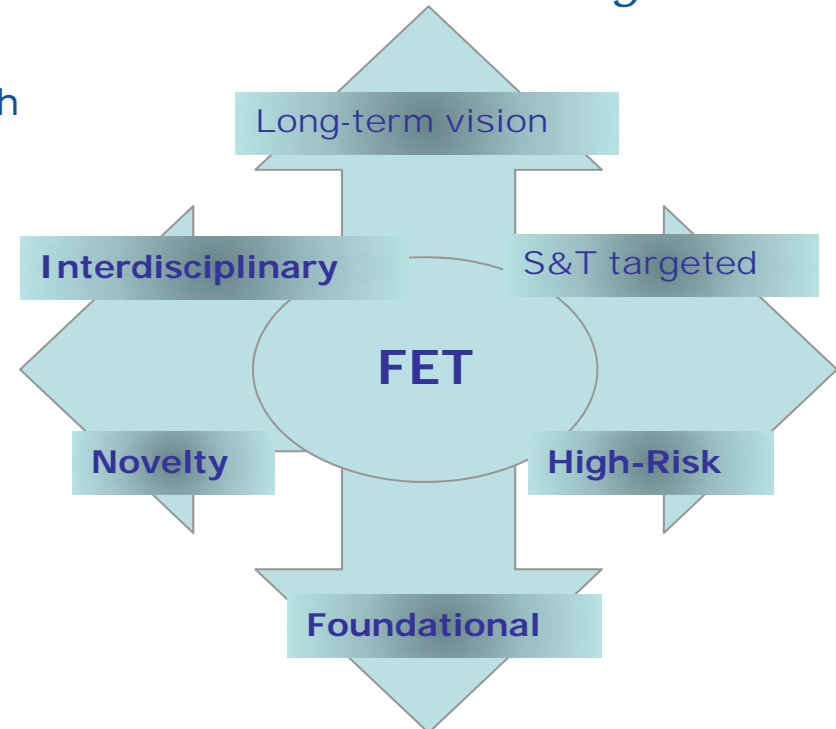 Long-term vision
Interdisciplinary
S&T targeted
FET
Novelty
High-Risk
Foundational